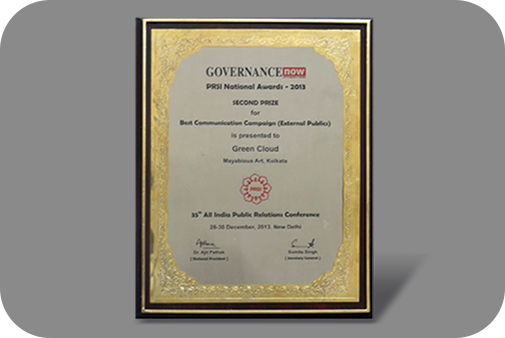 GOVERNANCE now
PRSI National Awards - 2013
SECOND PRIZE
for
Best Communication Campaign (External Publics)
is presented to
Green Cloud
Mayabious Art, Kolkata
PRSI
35th All India Public Relations Conference
28-30 December, 2013, New Delhi
Dr. Ajit Pathak
( National President )
Sunita Singh
( Secretary General )